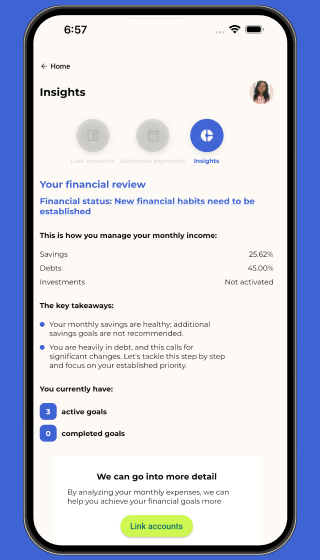 6:57
← Home
Insights
Link accounts Automate payments Insights
Your financial review
Financial status: New financial habits need to be
established
This is how you manage your monthly income:
Savings 25.62%
Debts 45.00%
Investments Not activated
The key takeaways:
Your monthly savings are healthy; additional
savings goals are not recommended.
You are heavily in debt, and this calls for
significant changes. Let's tackle this step by step
and focus on your established priority.
You currently have:
3 active goals
0 completed goals
We can go into more detail
By analyzing your monthly expenses, we can
help you achieve your financial goals more
Link accounts